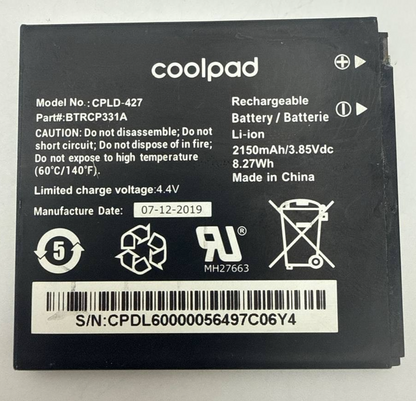 coolpad
Model No.: CPLD-427
Part#:BTRCP331A
CAUTION: Do not disassemble; Do not
short circuit; Do not dispose of in fire;
Do not expose to high temperature
(60°C/140°F).
Limited charge voltage:4.4V
Manufacture Date: 07-12-2019
Rechargeable
Battery / Batterie
Li-ion
2150mAh/3.85Vdc
8.27Wh
Made in China
+
-
5
RU®
MH27663
S/N:CPDL60000056497C06Y4